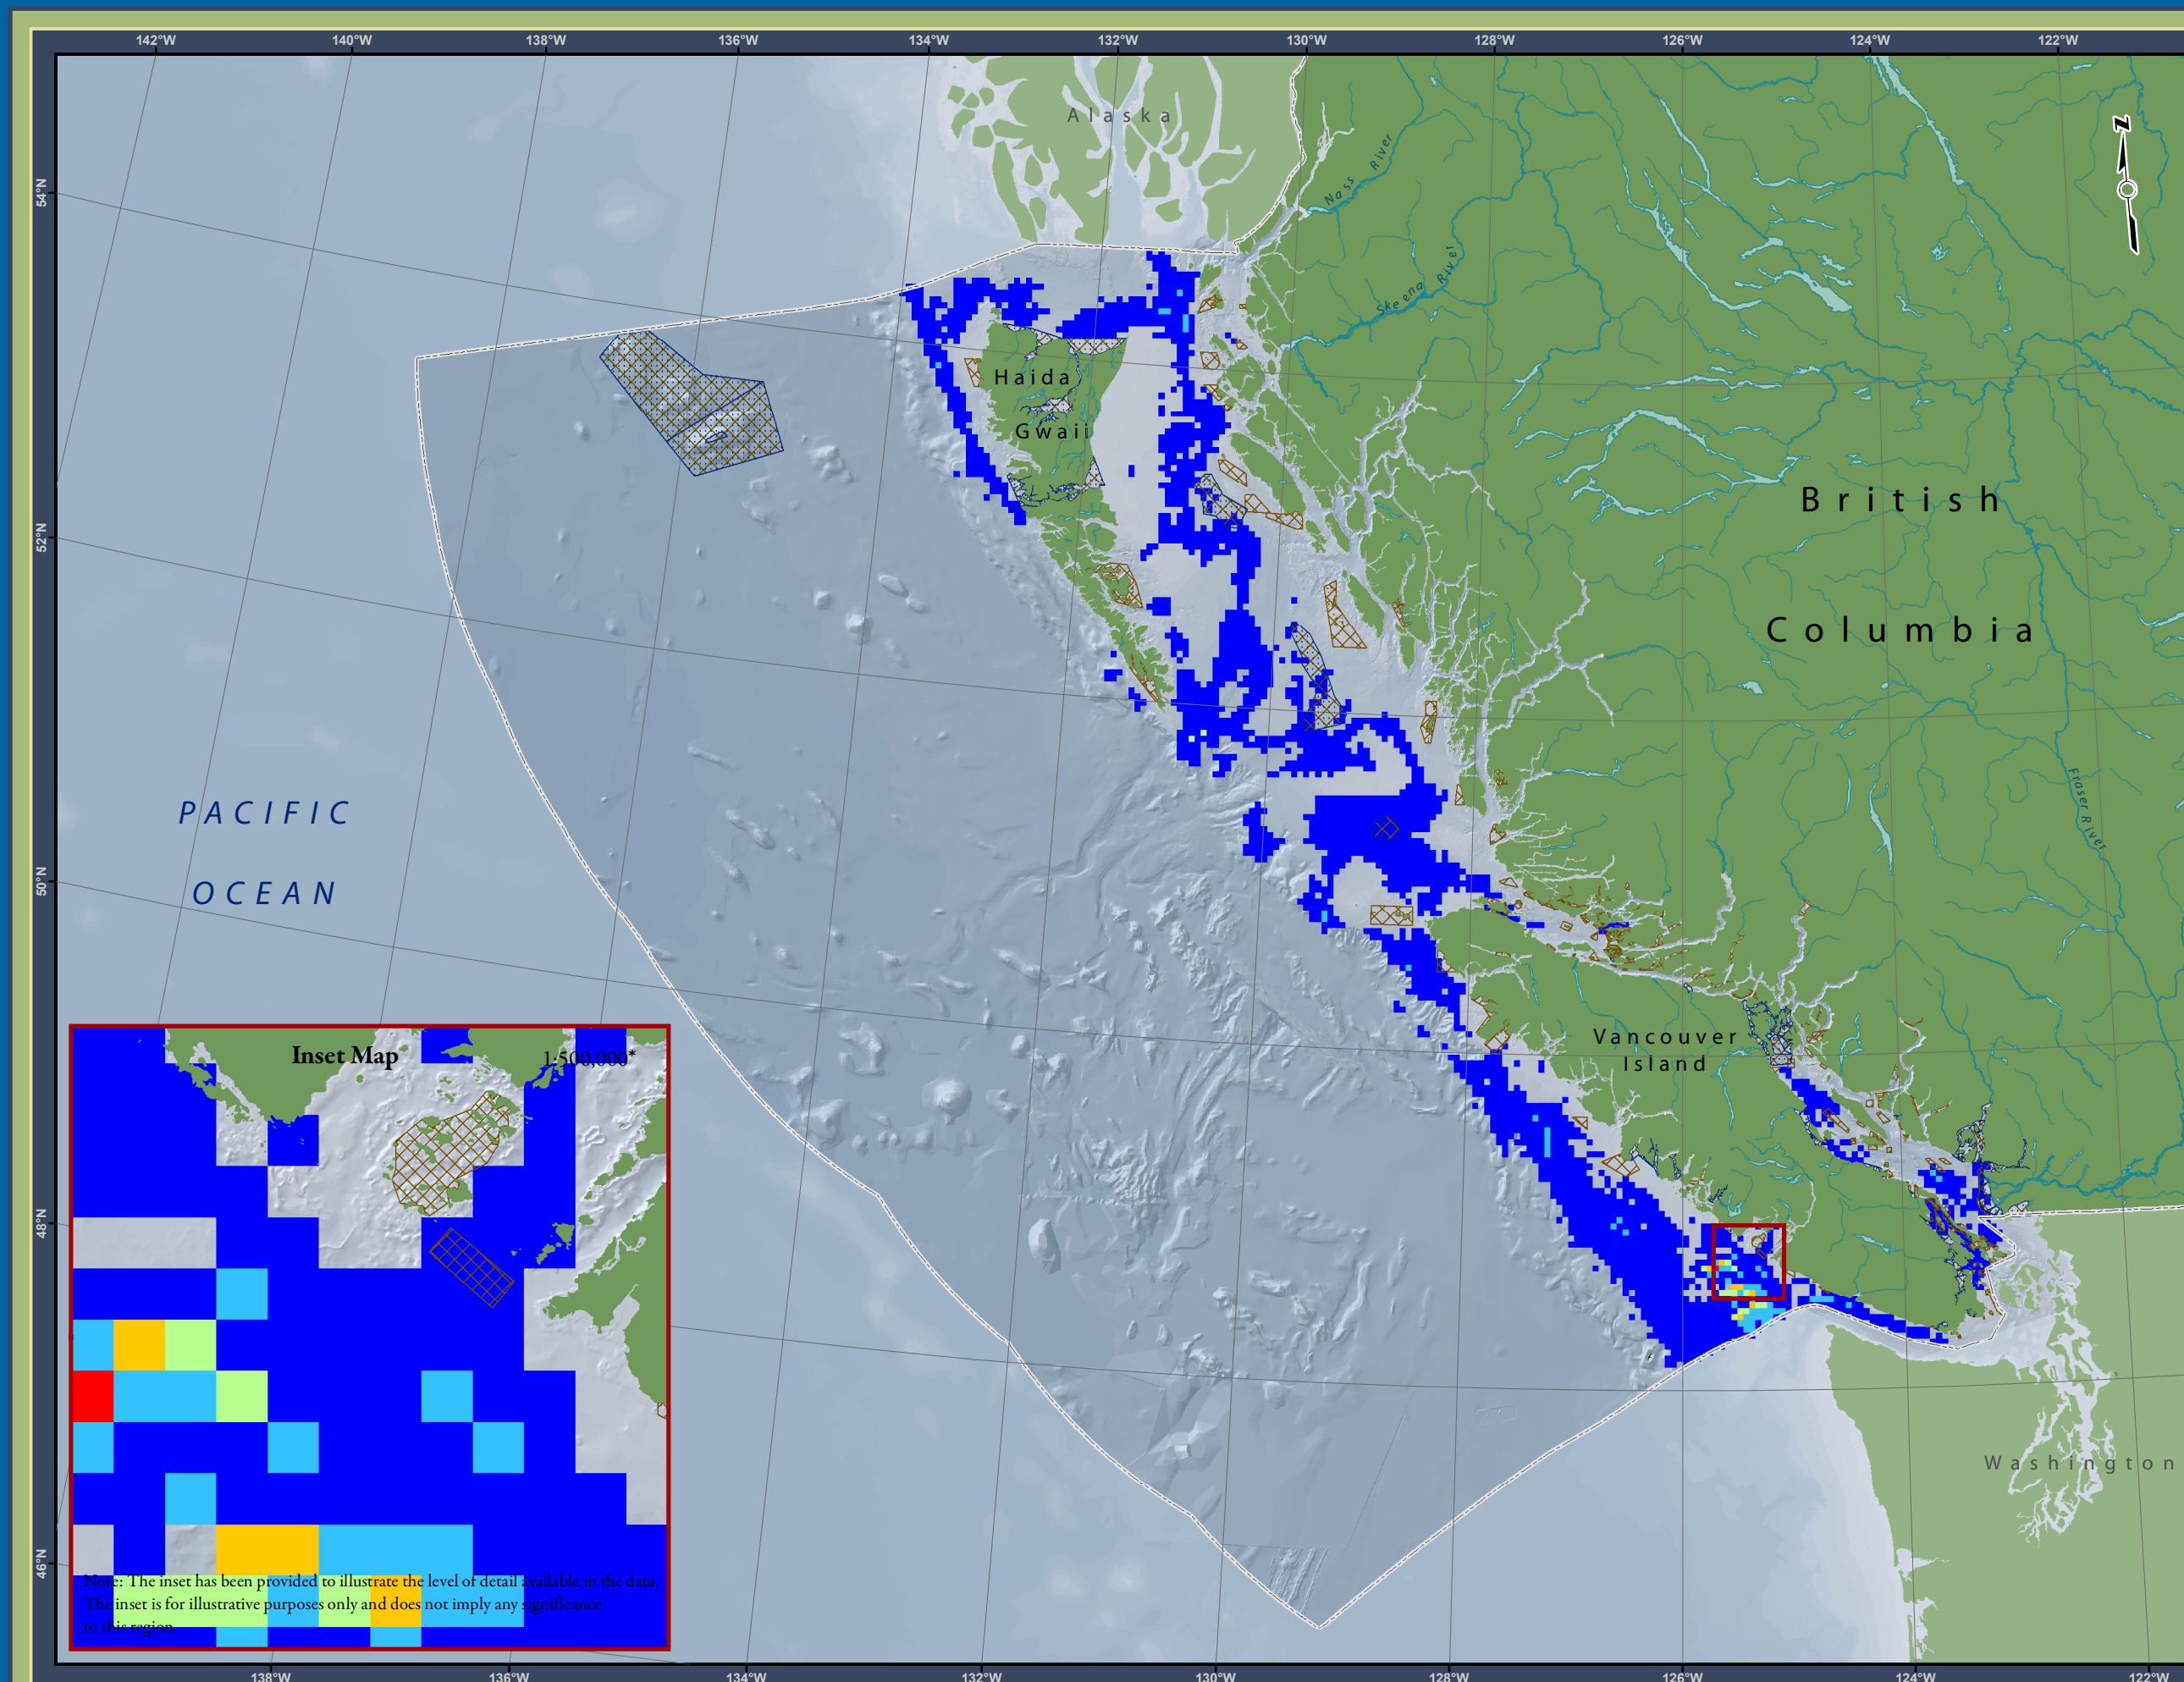 142°W 140°W 138°W 136°W 134°W 132°W 130°W 128°W 126°W 124°W 122°W
Alaska
N
Nass River
54°N
Skeena River
Haida
Gwaii
British
52°N
Columbia
PACIFIC
Fraser River
50°N
OCEAN
Vancouver
Island
Inset Map 1:500,000*
48°N
Washington
46°N
Note: The inset has been provided to illustrate the level of detail available in the data.
The inset is for illustrative purposes only and does not imply any significance
to this region.
138°W 136°W 134°W 132°W 130°W 128°W 126°W 124°W 122°W